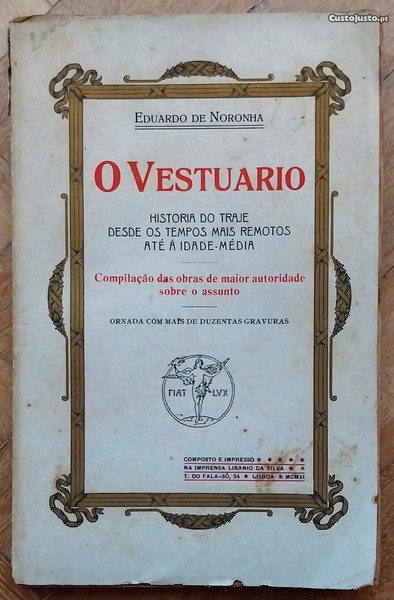 CustoJusto.pt
EDUARDO DE NORONHA
O VESTUARIO
HISTORIA DO TRAJE
DESDE OS TEMPOS MAIS REMOTOS
ATÉ Á IDADE-MÉDIA
Compilação das obras de maior autoridade
sobre o assunto
ORNADA COM MAIS DE DUZENTAS GRAVURAS
FIAT LVX
COMPOSTO E IMPRESSO
NA IMPRENSA LIBANIO DA SILVA
T. DO FALA-SÓ, 24 * LISBOA * MCMXI